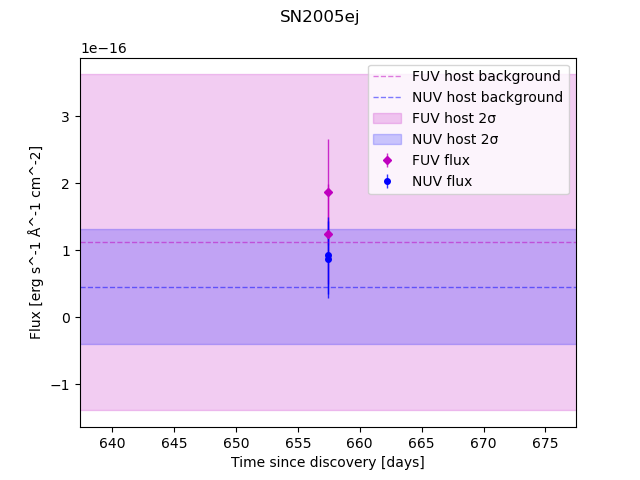 SN2005ej
1e−16
FUV host background
NUV host background
FUV host 2σ
NUV host 2σ
FUV flux
NUV flux
3
2
1
0
−1
Flux [erg s^-1 Å^-1 cm^-2]
640 645 650 655 660 665 670 675
Time since discovery [days]